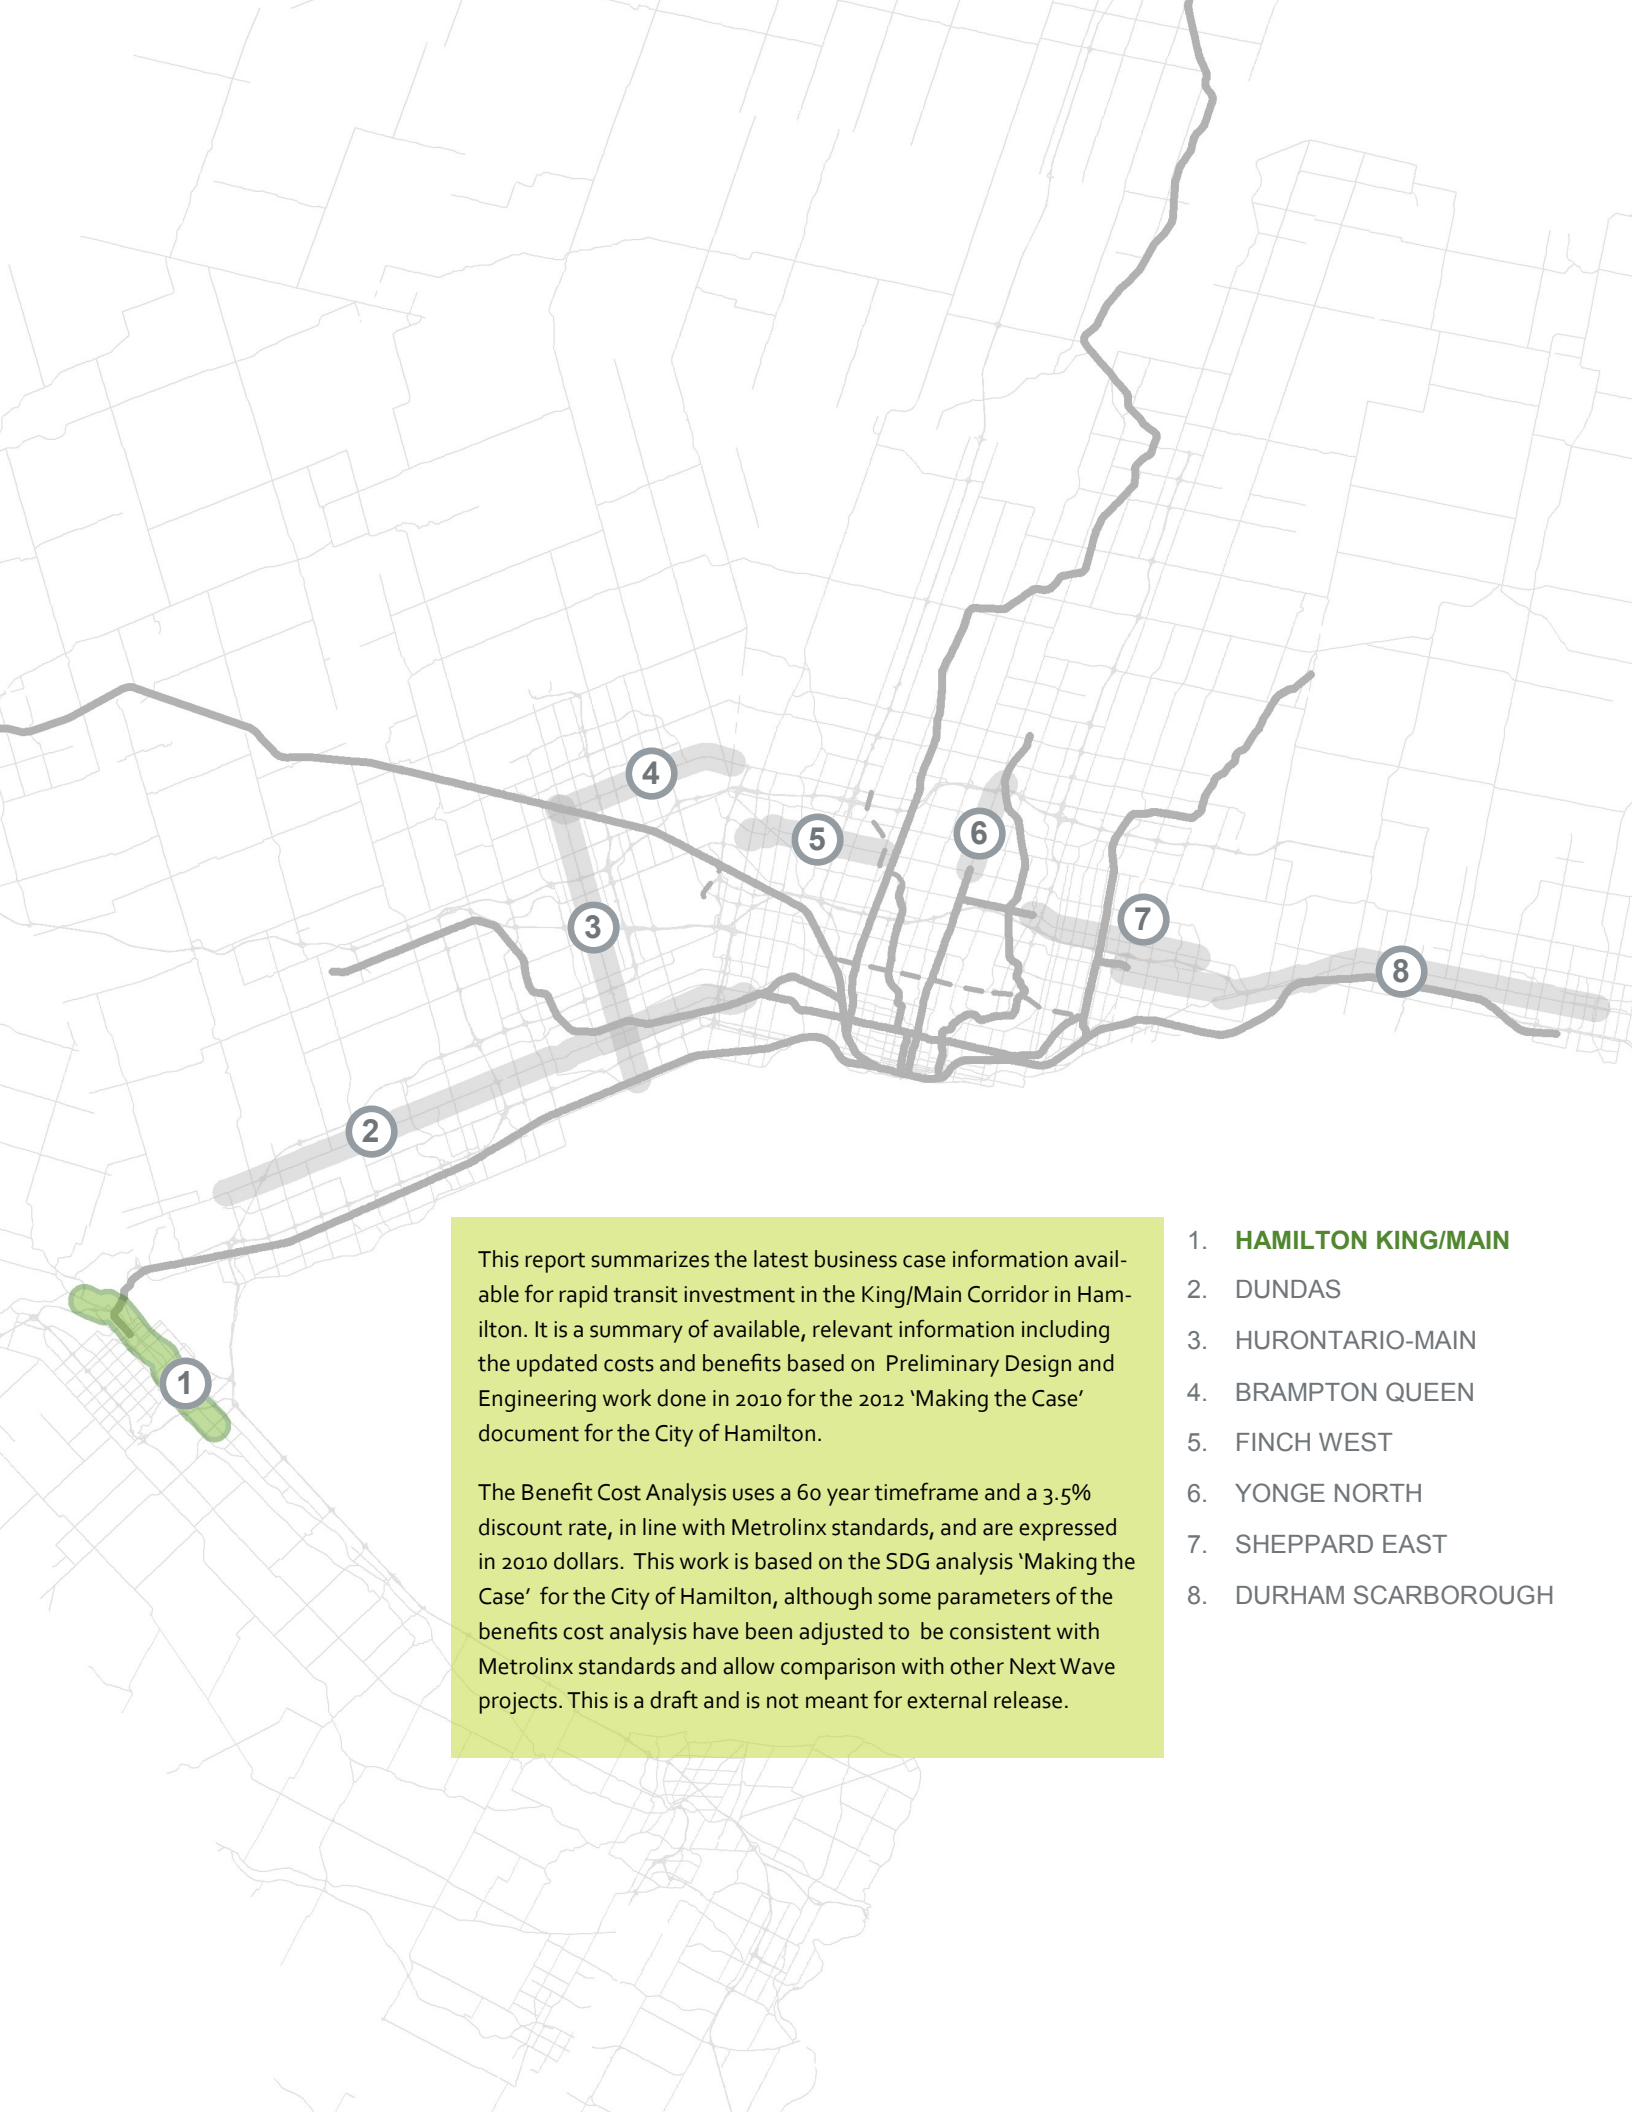 4
5
6
3
7
8
2
1
This report summarizes the latest business case information avail-
able for rapid transit investment in the King/Main Corridor in Ham-
ilton. It is a summary of available, relevant information including
the updated costs and benefits based on  Preliminary Design and
Engineering work done in 2010 for the 2012 ‘Making the Case’
document for the City of Hamilton.
The Benefit Cost Analysis uses a 60 year timeframe and a 3.5%
discount rate, in line with Metrolinx standards, and are expressed
in 2010 dollars.  This work is based on the SDG analysis ‘Making the
Case’  for the City of Hamilton, although some parameters of the
benefits cost analysis have been adjusted to  be consistent with
Metrolinx standards and allow comparison with other Next Wave
projects. This is a draft and is not meant for external release.
1. HAMILTON KING/MAIN
2. DUNDAS
3. HURONTARIO-MAIN
4. BRAMPTON QUEEN
5. FINCH WEST
6. YONGE NORTH
7. SHEPPARD EAST
8. DURHAM SCARBOROUGH